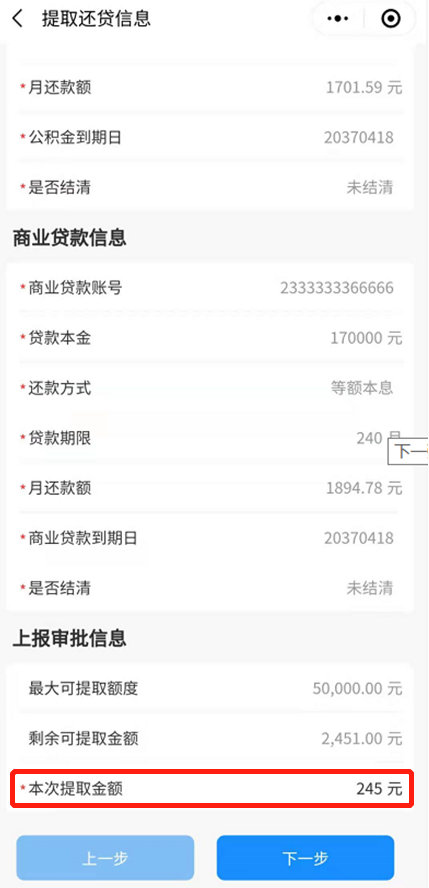 提取还贷信息
*月还款额 1701.59 元
*公积金到期日 20370418
*是否结清 未结清
商业贷款信息
*商业贷款账号 2333333366666
*贷款本金 170000 元
*还款方式 等额本息
*贷款期限 240 月
下一
*月还款额 1894.78 元
*商业贷款到期日 20370418
*是否结清 未结清
上报审批信息
最大可提取额度 50,000.00 元
剩余可提取金额 2,451.00 元
*本次提取金额 245 元
上一步 下一步